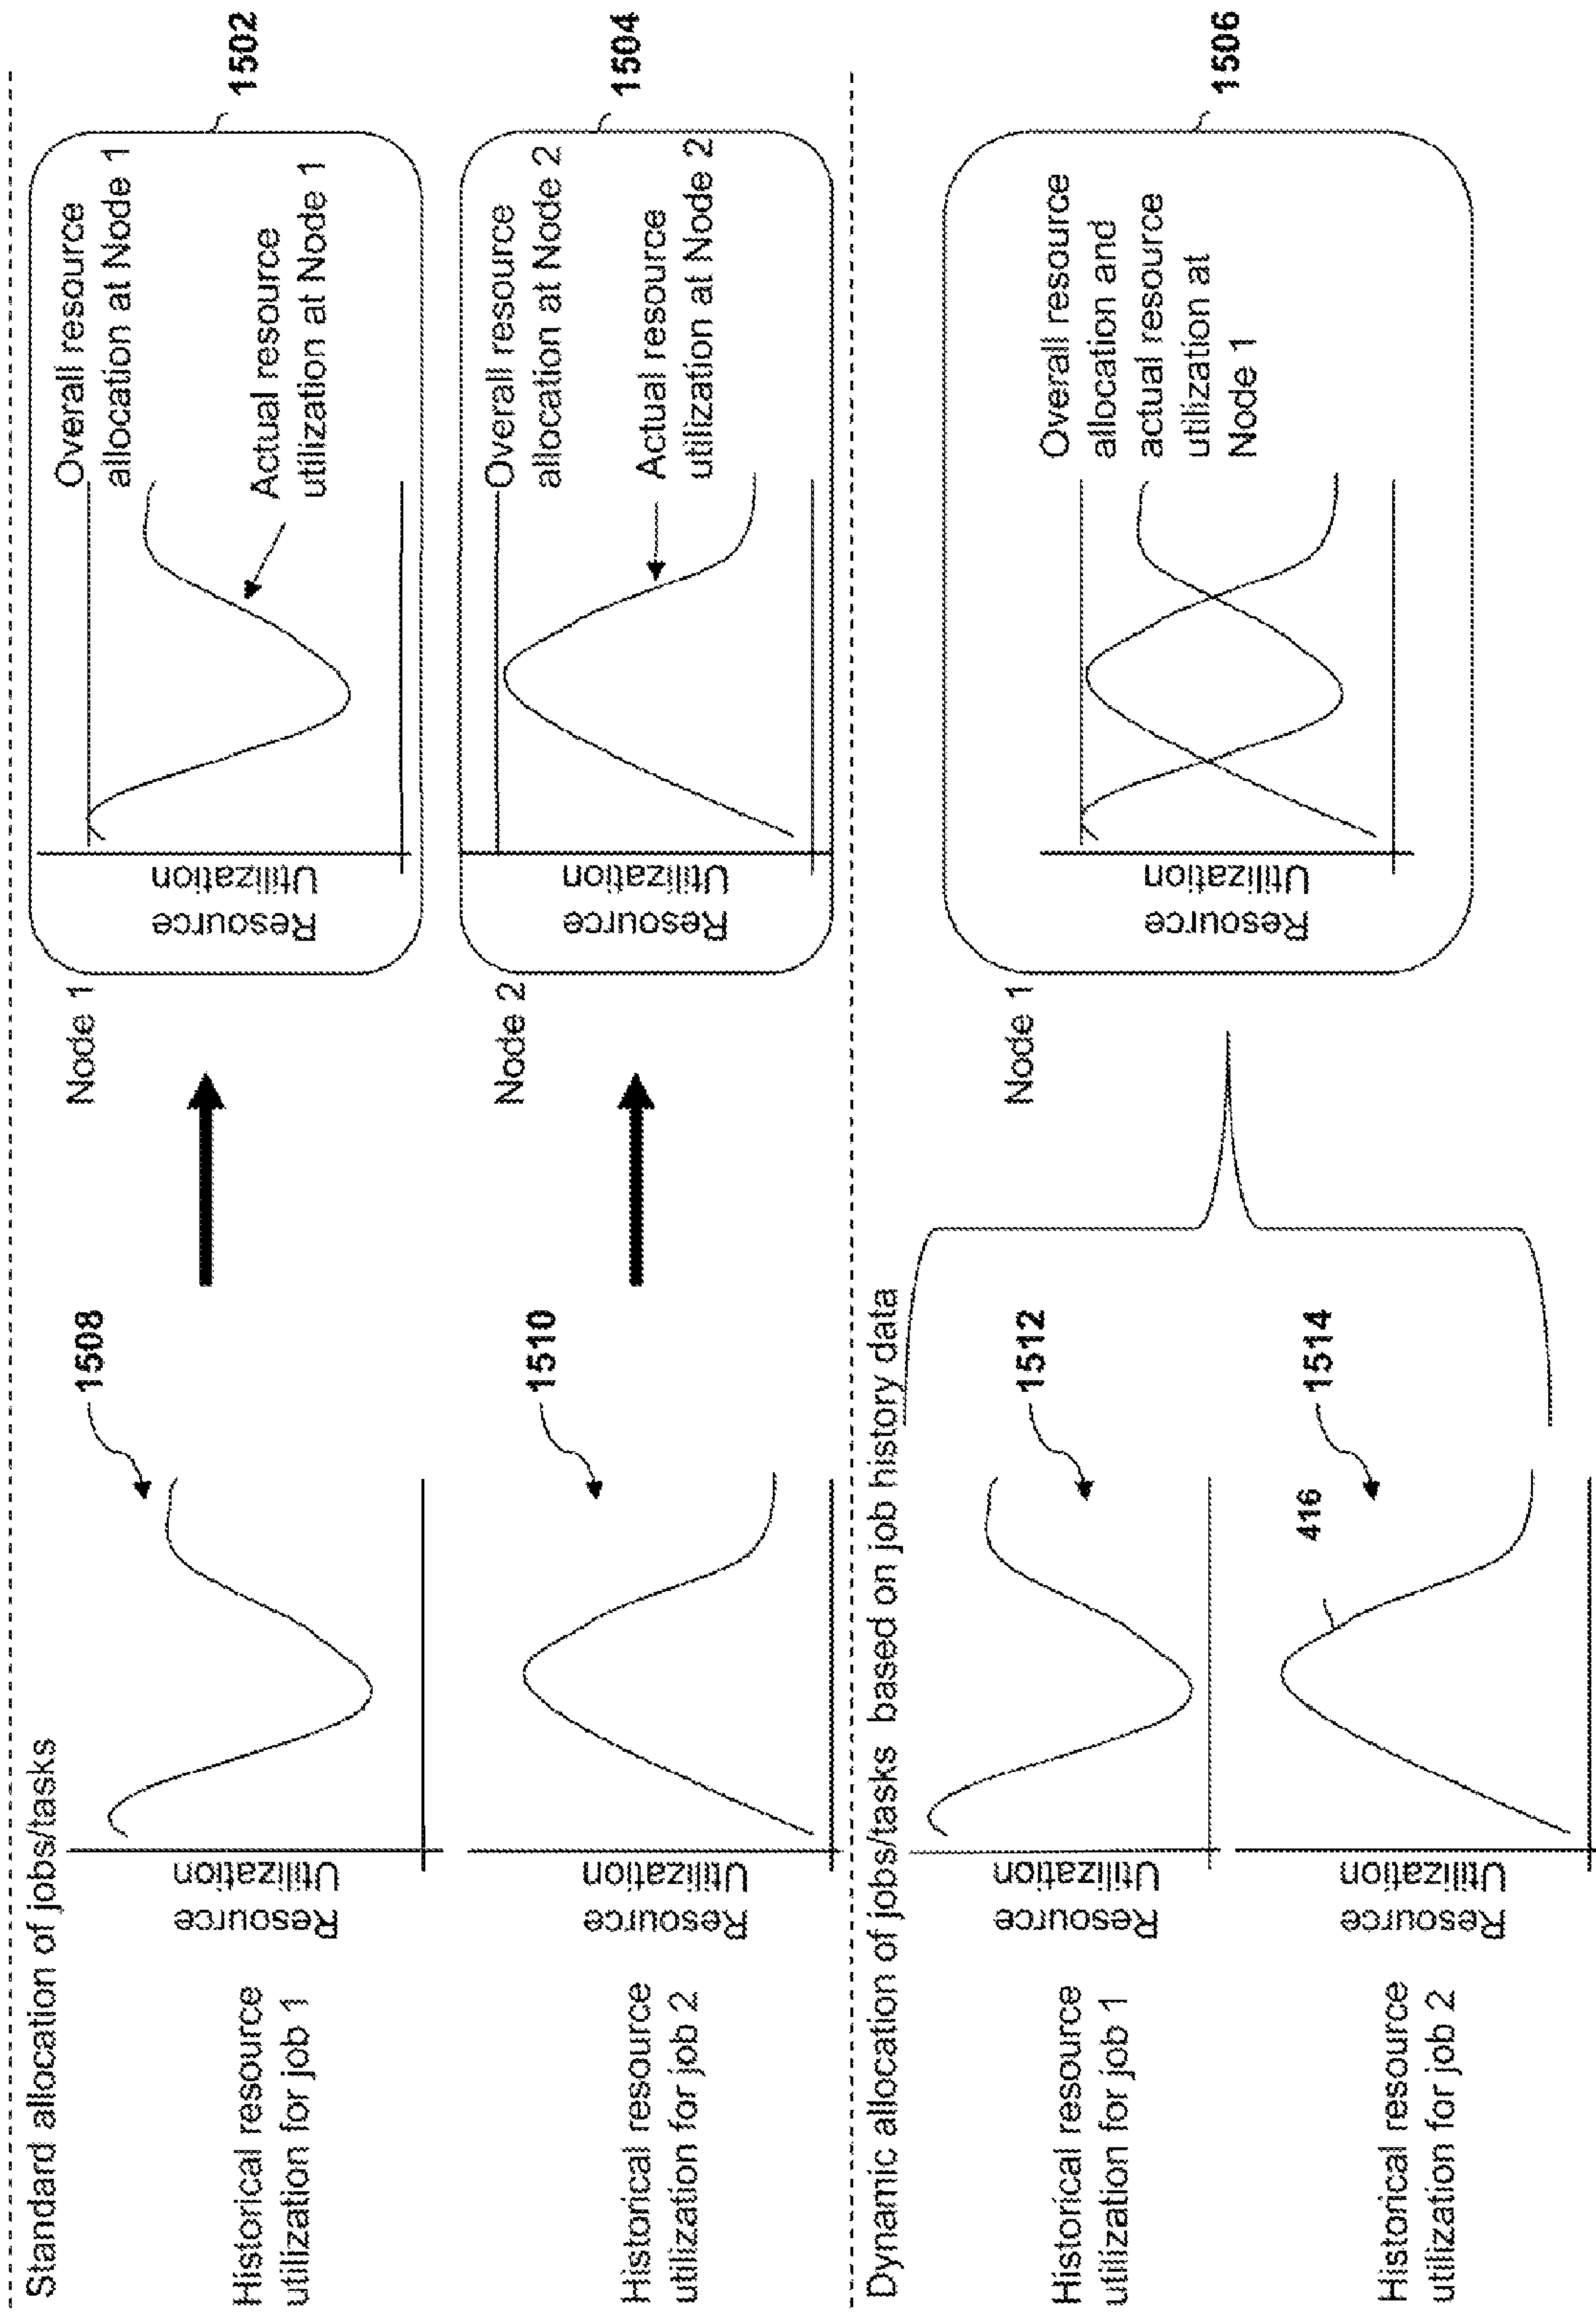 Standard allocation of jobs/tasks
Historical resource
utilization for job 1
Resource
Utilization
1508
Node 1
Resource
Utilization
Overall resource
allocation at Node 1
Actual resource
utilization at Node 1
1502
Historical resource
utilization for job 2
Resource
Utilization
1510
Node 2
Resource
Utilization
Overall resource
allocation at Node 2
Actual resource
utilization at Node 2
1504
Dynamic allocation of jobs/tasks based on job history data
Historical resource
utilization for job 1
Resource
Utilization
1512
Historical resource
utilization for job 2
Resource
Utilization
416
1514
Node 1
Resource
Utilization
Overall resource
allocation and
actual resource
utilization at
Node 1
1506